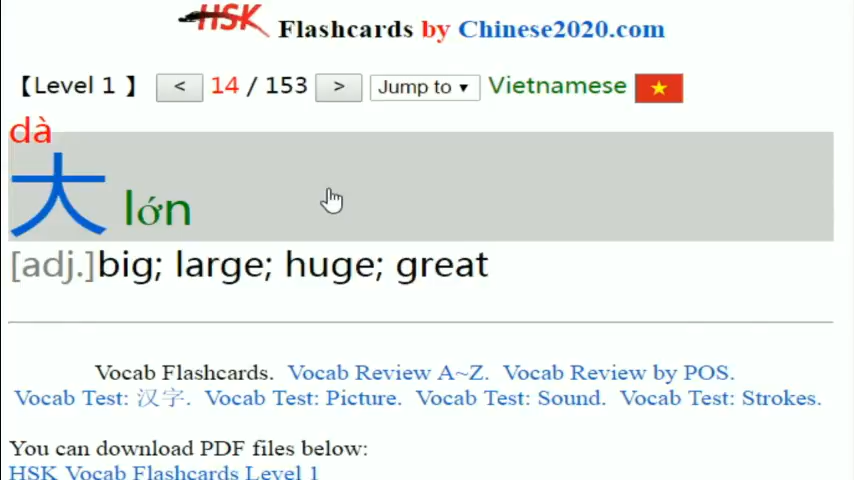 HSK Flashcards by Chinese2020.com
【Level 1 】 < 14 / 153 > Jump to ▾ Vietnamese
dà
大 lớn
[adj.]big; large; huge; great
Vocab Flashcards. Vocab Review A~Z. Vocab Review by POS.
Vocab Test: 汉字. Vocab Test: Picture. Vocab Test: Sound. Vocab Test: Strokes.
You can download PDF files below:
HSK Vocab Flashcards Level 1